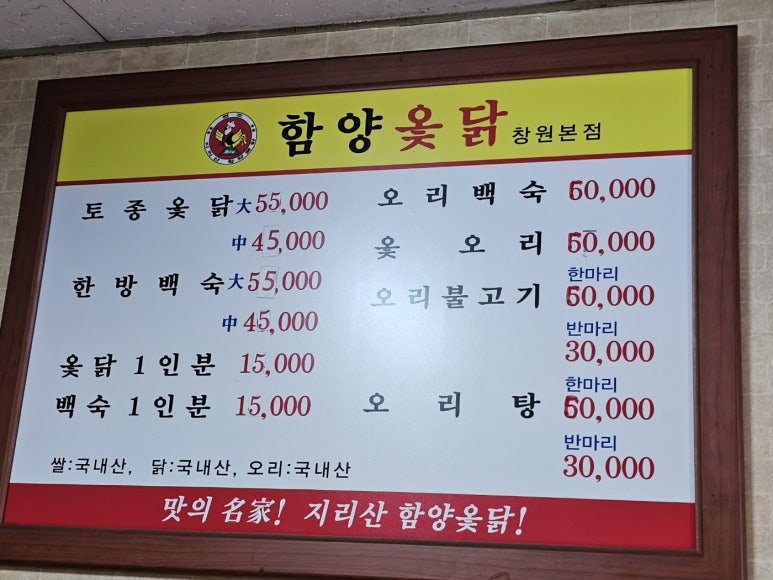 함양옻닭 창원본점
토종옻닭 大 55,000
中 45,000
한방백숙 大 55,000
中 45,000
옻닭 1인분 15,000
백숙 1인분 15,000
쌀:국내산, 닭:국내산, 오리:국내산
오리백숙 60,000
옻오리 60,000
오리불고기 한마리 60,000
반마리 30,000
오리탕 한마리 60,000
반마리 30,000
맛의 名家! 지리산 함양옻닭!